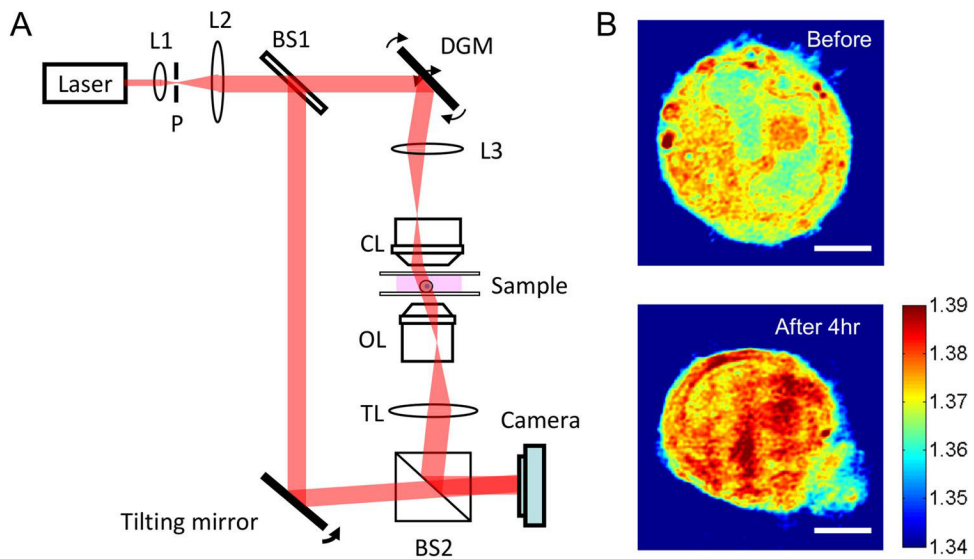 A
L1
L2
BS1
DGM
Laser
P
L3
CL
Sample
OL
TL
Camera
Tilting mirror
BS2
B
Before
After 4hr
1.39
1.38
1.37
1.36
1.35
1.34